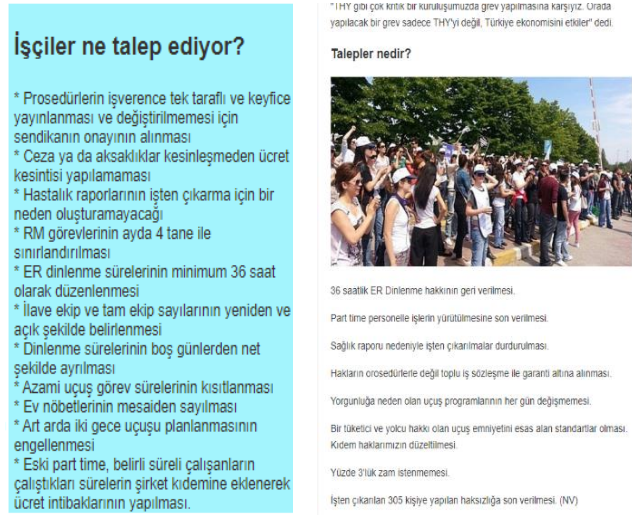 İşçiler ne talep ediyor?
* Prosedürlerin işverence tek taraflı ve keyfice
yayınlanması ve değiştirilmemesi için
sendikanın onayının alınması
* Ceza ya da aksaklıklar kesinleşmeden ücret
kesintisi yapılamaması
* Hastalık raporlarının işten çıkarma için bir
neden oluşturamayacağı
* RM görevlerinin ayda 4 tane ile
sınırlandırılması
* ER dinlenme sürelerinin minimum 36 saat
olarak düzenlenmesi
* İlave ekip ve tam ekip sayılarının yeniden ve
açık şekilde belirlenmesi
* Dinlenme sürelerinin boş günlerden net
şekilde ayrılması
* Azami uçuş görev sürelerinin kısıtlanması
* Ev nöbetlerinin mesaiden sayılması
* Art arda iki gece uçuşu planlanmasının
engellenmesi
* Eski part time, belirli süreli çalışanların
çalıştıkları sürelerin şirket kıdemine eklenerek
ücret intibaklarının yapılması.
"THY gibi çok kritik bir kuruluşumuzda grev yapılmasına karşıyız. Orada
yapılacak bir grev sadece THY'yi değil, Türkiye ekonomisini etkiler" dedi.
Talepler nedir?
36 saatlik ER Dinlenme hakkının geri verilmesi.
Part time personelle işlerin yürütülmesine son verilmesi.
Sağlık raporu nedeniyle işten çıkarılmalar durdurulması.
Hakların orosedürlerle değil toplu iş sözleşme ile garanti altına alınması.
Yorgunluğa neden olan uçuş programlarının her gün değişmemesi.
Bir tüketici ve yolcu hakkı olan uçuş emniyetini esas alan standartlar olması.
Kıdem haklarımızın düzeltilmesi.
Yüzde 3'lük zam istenmemesi.
İşten çıkarılan 305 kişiye yapılan haksızlığa son verilmesi. (NV)